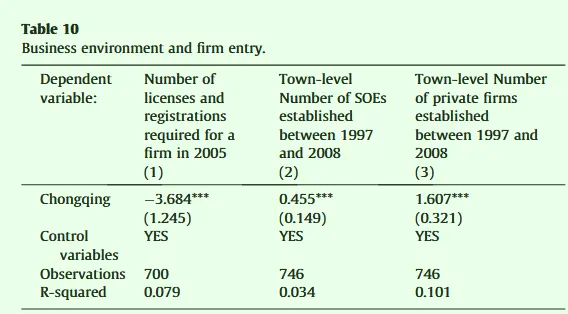 Table 10
Business environment and firm entry.
Dependent variable: Number of licenses and registrations required for a firm in 2005 (1) Town-level Number of SOEs established between 1997 and 2008 (2) Town-level Number of private firms established between 1997 and 2008 (3)
Chongqing −3.684*** 0.455*** 1.607***
(1.245) (0.149) (0.321)
Control variables YES YES YES
Observations 700 746 746
R-squared 0.079 0.034 0.101